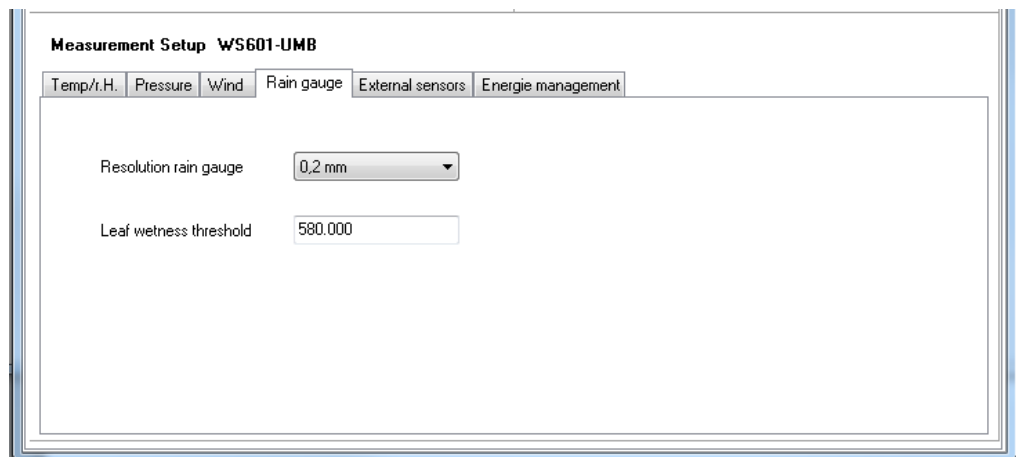 Measurement Setup WS601-UMB
Temp/r.H. Pressure Wind Rain gauge External sensors Energie management
Resolution rain gauge 0,2 mm
Leaf wetness threshold 580.000